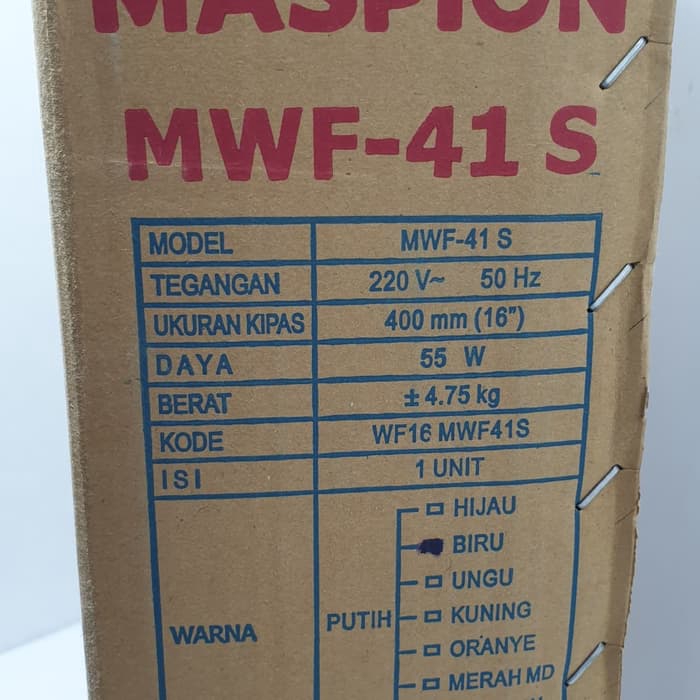 MASPION
MWF-41 S
MODEL MWF-41 S
TEGANGAN 220 V~ 50 Hz
UKURAN KIPAS 400 mm (16")
DAYA 55 W
BERAT ± 4.75 kg
KODE WF16 MWF41S
ISI 1 UNIT
HIJAU
BIRU
UNGU
WARNA PUTIH KUNING
ORANYE
MERAH MD